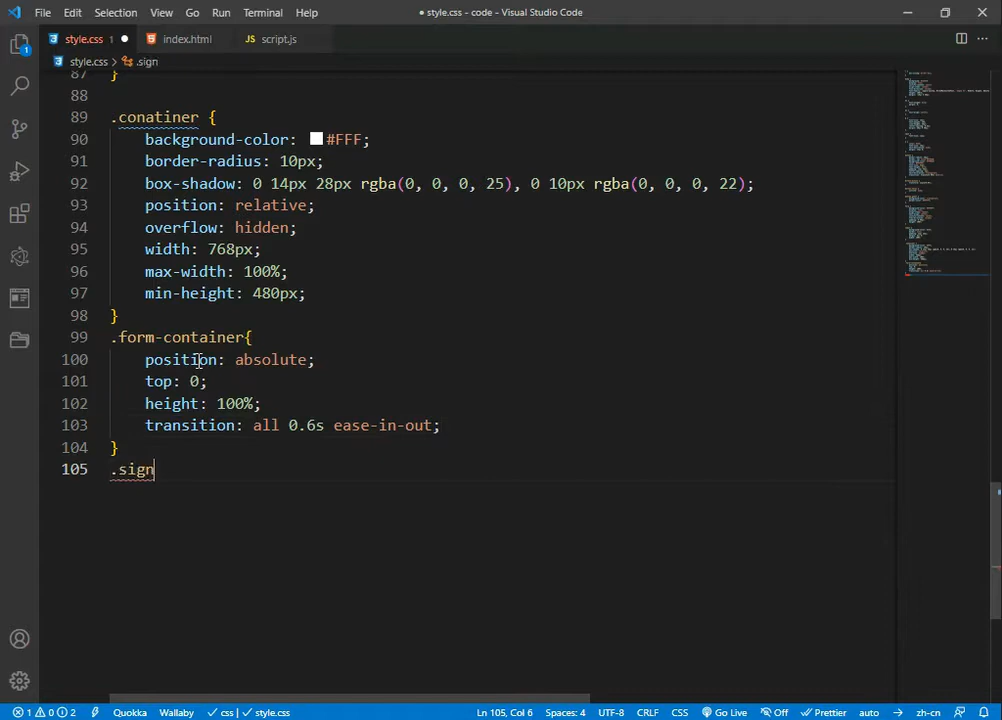 File Edit Selection View Go Run Terminal Help ● style.css - code - Visual Studio Code
style.css 1 ● index.html JS script.js
style.css > .sign
1
87 }
88
89 .conatiner {
90 background-color: #FFF;
91 border-radius: 10px;
92 box-shadow: 0 14px 28px rgba(0, 0, 0, 25), 0 10px rgba(0, 0, 0, 22);
93 position: relative;
94 overflow: hidden;
95 width: 768px;
96 max-width: 100%;
97 min-height: 480px;
98 }
99 .form-container{
100 position: absolute;
101 top: 0;
102 height: 100%;
103 transition: all 0.6s ease-in-out;
104 }
105 .sign
1 0 2 Quokka Wallaby ✓ css | ✓ style.css Ln 105, Col 6 Spaces: 4 UTF-8 CRLF CSS Go Live Off Prettier auto zh-cn